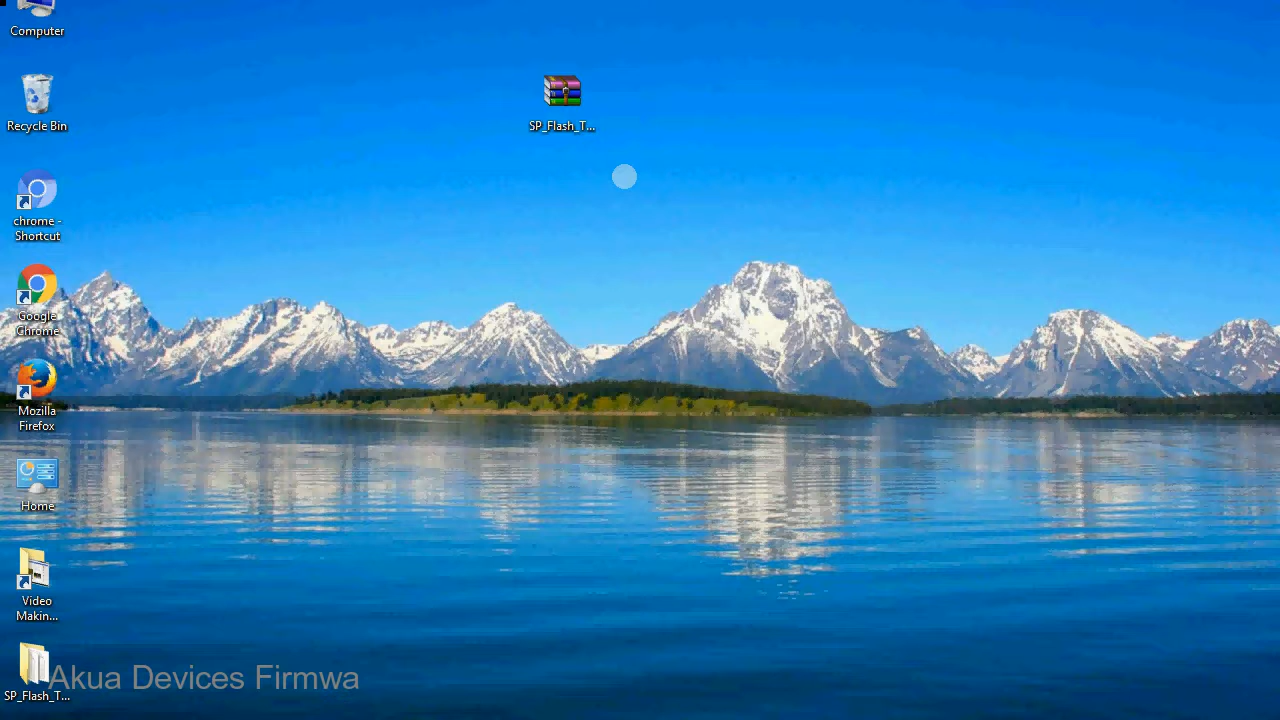 Computer
Recycle Bin
SP_Flash_T...
chrome -
Shortcut
Google
Chrome
Mozilla
Firefox
Home
Video
Makin...
SP_Flash_T...
Akua Devices Firmwa